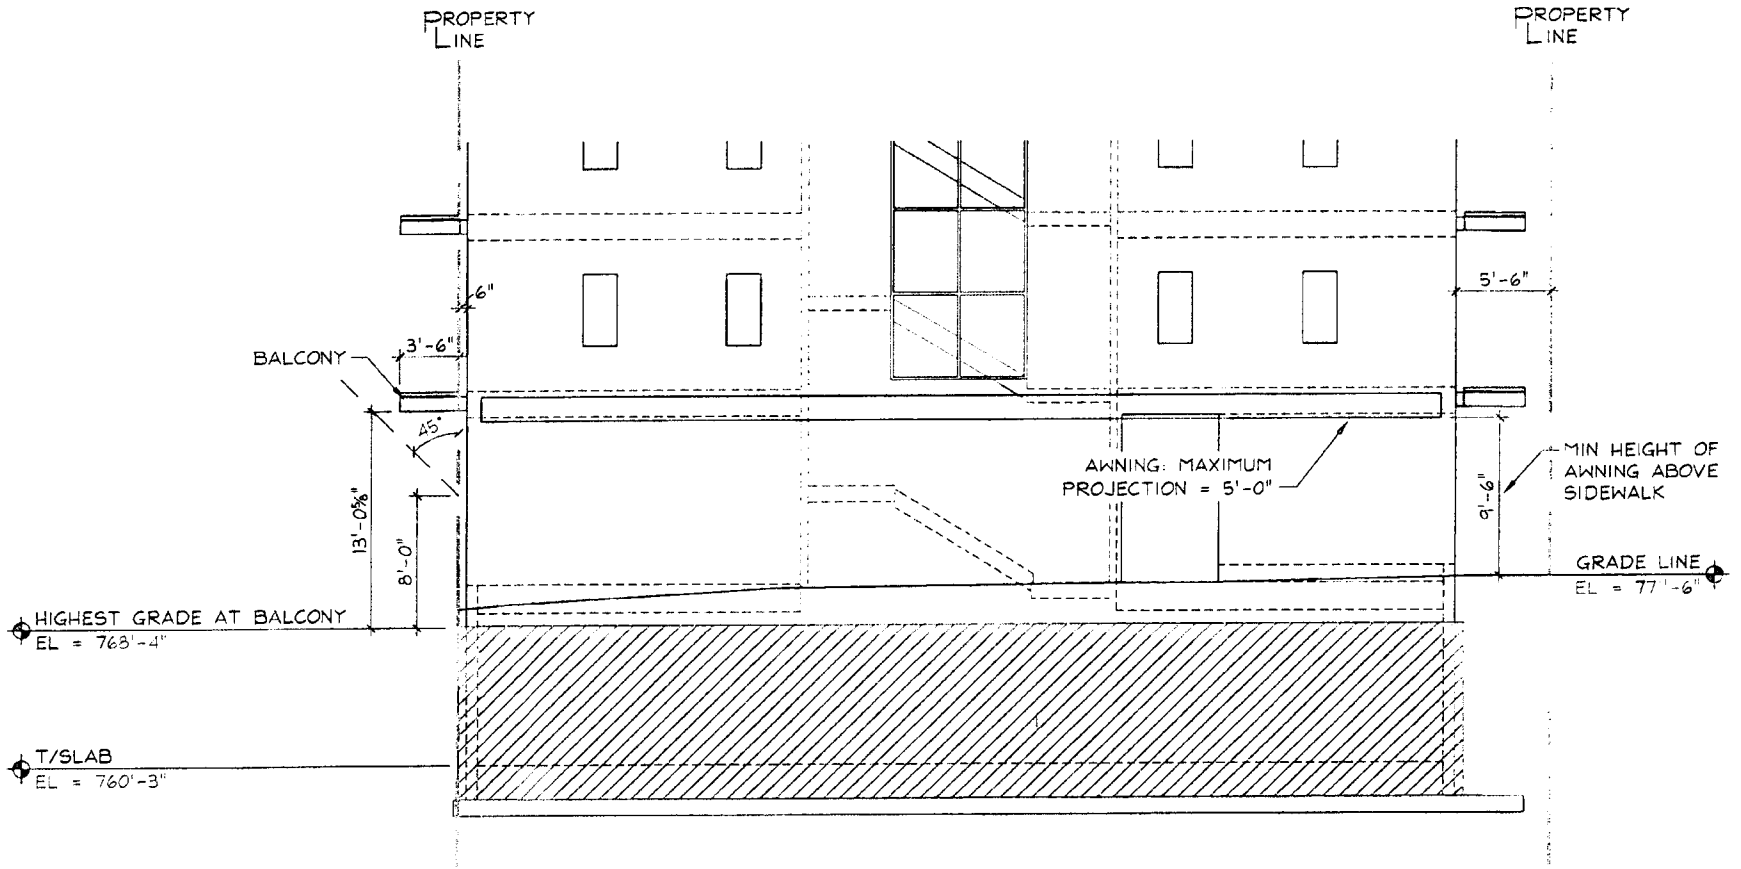 PROPERTY
LINE
PROPERTY
LINE
6"
5'-6"
3'-6"
BALCONY
45°
AWNING: MAXIMUM
PROJECTION = 5'-0"
MIN HEIGHT OF
AWNING ABOVE
SIDEWALK
9'-6"
13'-0⅝"
8'-0"
GRADE LINE
EL =
HIGHEST GRADE AT BALCONY
EL = 768'-4"
T/SLAB
EL = 760'-3"